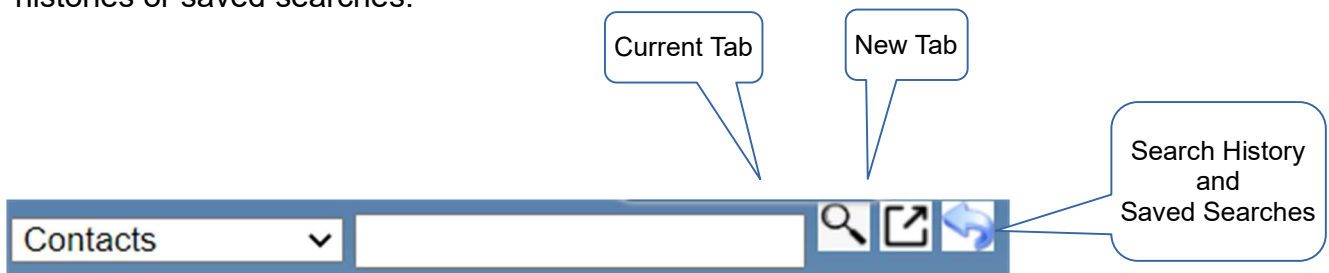 histories or saved searches.
Current Tab
New Tab
Search History
and
Saved Searches
Contacts